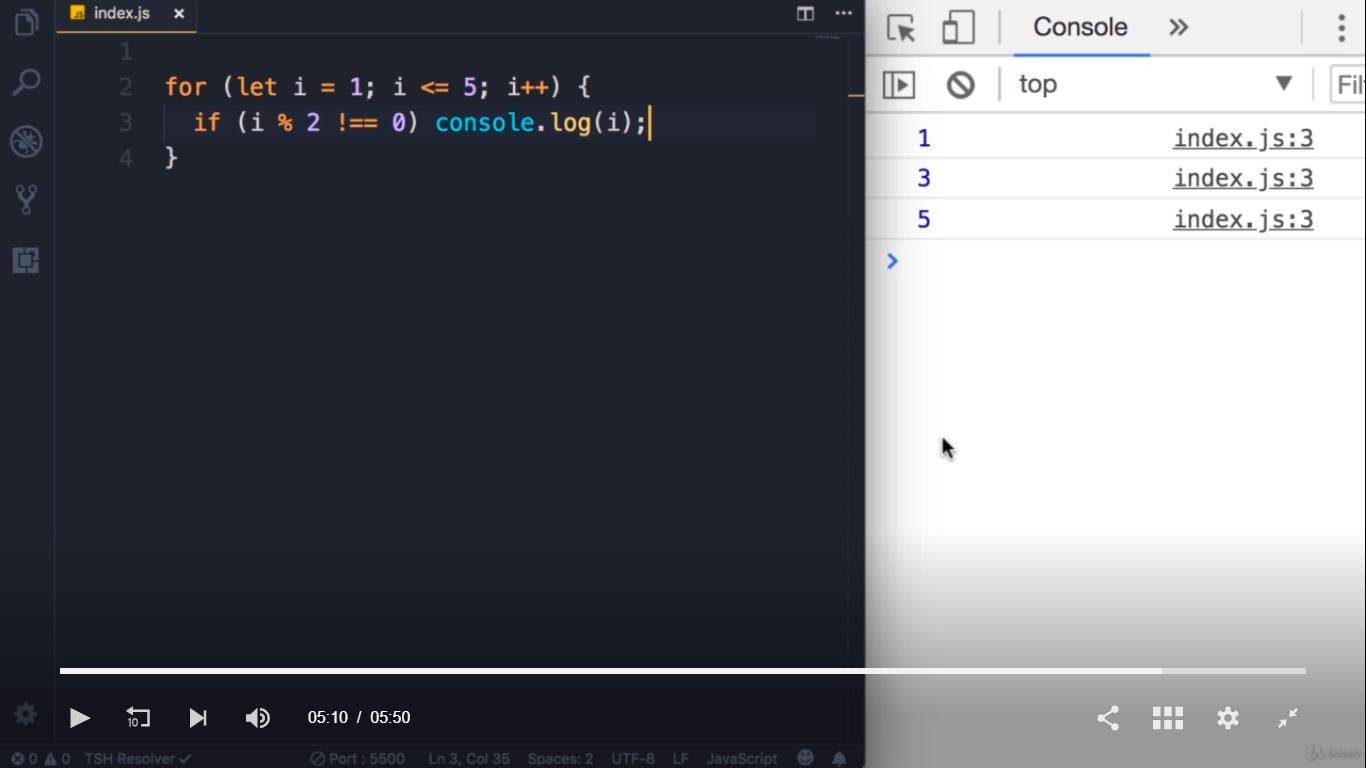 index.js
1
2 for (let i = 1; i <= 5; i++) {
3 if (i % 2 !== 0) console.log(i);
4 }
Console
top
Fil
1 index.js:3
3 index.js:3
5 index.js:3
10
05:10 / 05:50
0 0 TSH Resolver Port : 5500 Ln 3, Col 35 Spaces: 2 UTF-8 LF JavaScript
Udemy